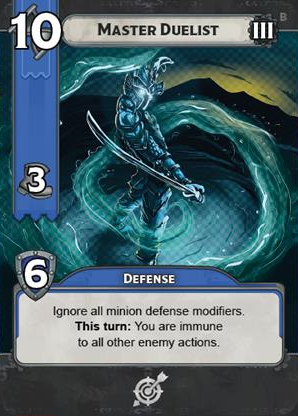 10
MASTER DUELIST
III
B
3
6
DEFENSE
Ignore all minion defense modifiers.
This turn: You are immune
to all other enemy actions.